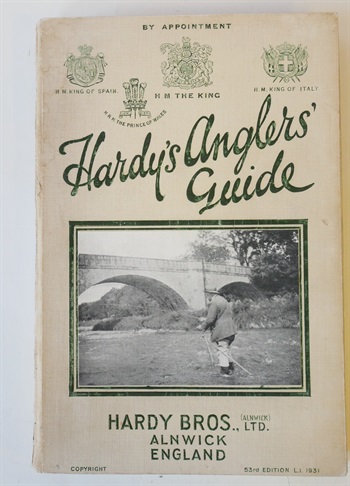 BY APPOINTMENT
H.M. KING OF SPAIN
H.R.H. THE PRINCE OF WALES
H.M. THE KING
H.M. KING OF ITALY
Hardy's Anglers'
Guide
HARDY BROS., (ALNWICK) LTD.
ALNWICK
ENGLAND
COPYRIGHT
53RD EDITION L.I. 1931